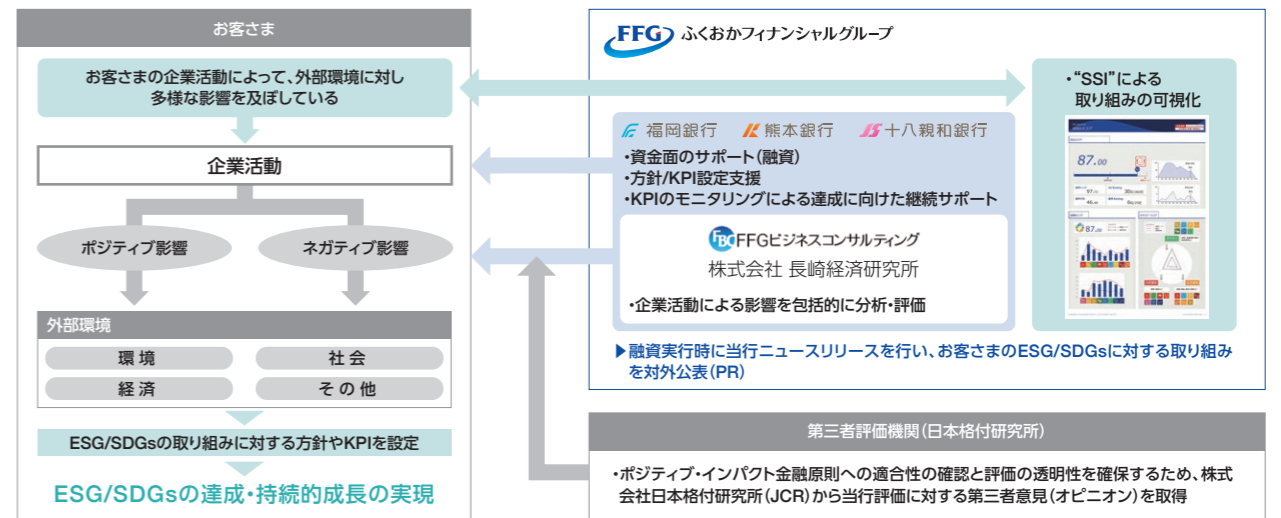 お客さま
お客さまの企業活動によって、外部環境に対し
多様な影響を及ぼしている
企業活動
ポジティブ影響
ネガティブ影響
外部環境
環 境
社 会
経 済
そ の 他
ESG/SDGsの取り組みに対する方針やKPIを設定
ESG/SDGsの達成・持続的成長の実現
FFG ふくおかフィナンシャルグループ
福岡銀行 熊本銀行 十八親和銀行
・資金面のサポート（融資）
・方針/KPI設定支援
・KPIのモニタリングによる達成に向けた継続サポート
FBC FFGビジネスコンサルティング
株式会社 長崎経済研究所
・企業活動による影響を包括的に分析・評価
・“SSI”による
取り組みの可視化
87.00
87.00
▶融資実行時に当行ニュースリリースを行い、お客さまのESG/SDGsに対する取り組み
を対外公表（PR）
第三者評価機関（日本格付研究所）
・ポジティブ・インパクト金融原則への適合性の確認と評価の透明性を確保するため、株式
会社日本格付研究所（JCR）から当行評価に対する第三者意見（オピニオン）を取得